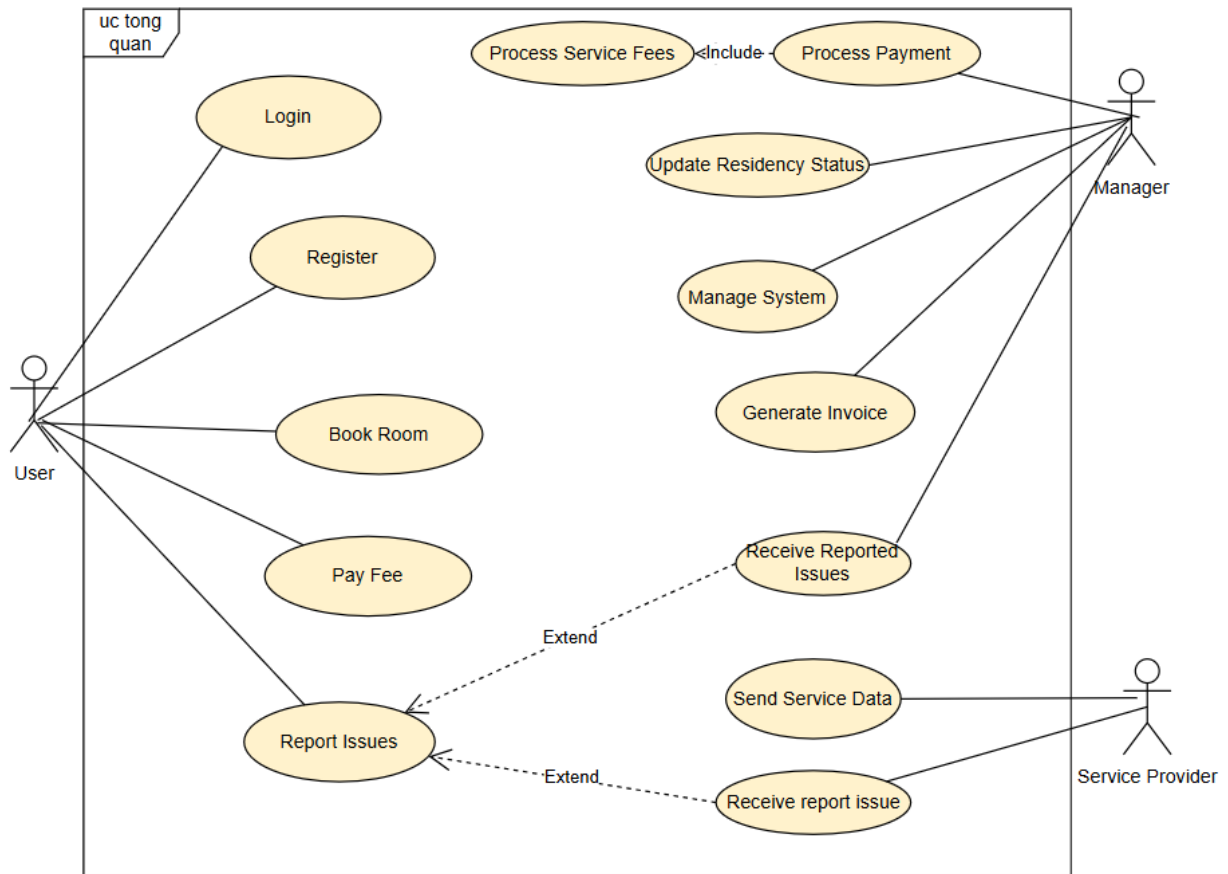 uc tong
quan
Process Service Fees
Include
Process Payment
Login
Update Residency Status
Manager
Register
Manage System
Generate Invoice
Book Room
User
Receive Reported
Issues
Pay Fee
Extend
Send Service Data
Report Issues
Extend
Service Provider
Receive report issue